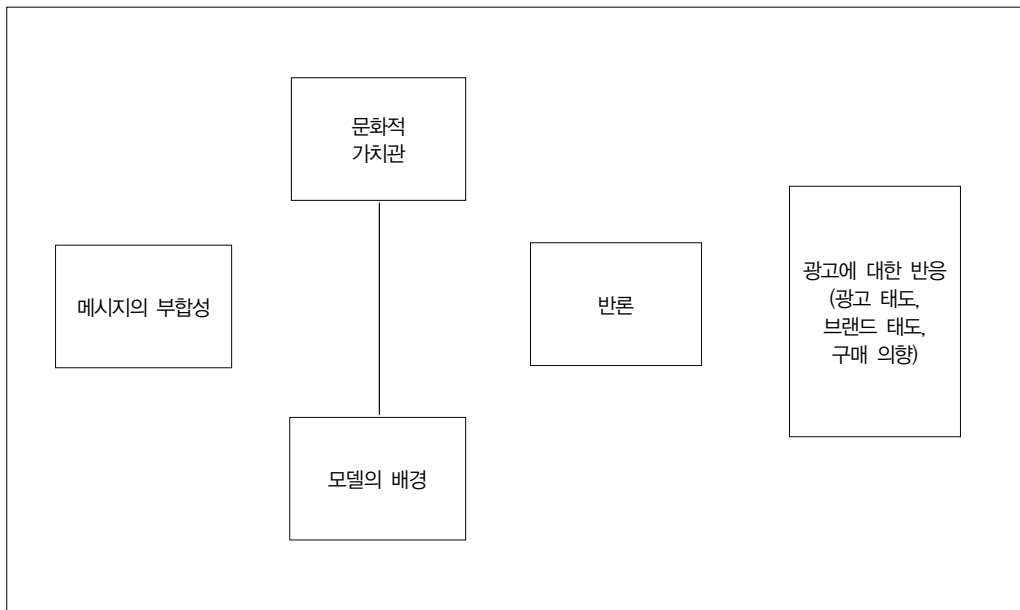 문화적
가치관
메시지의 부합성
반론
광고에 대한 반응
(광고 태도,
브랜드 태도,
구매 의향)
모델의 배경